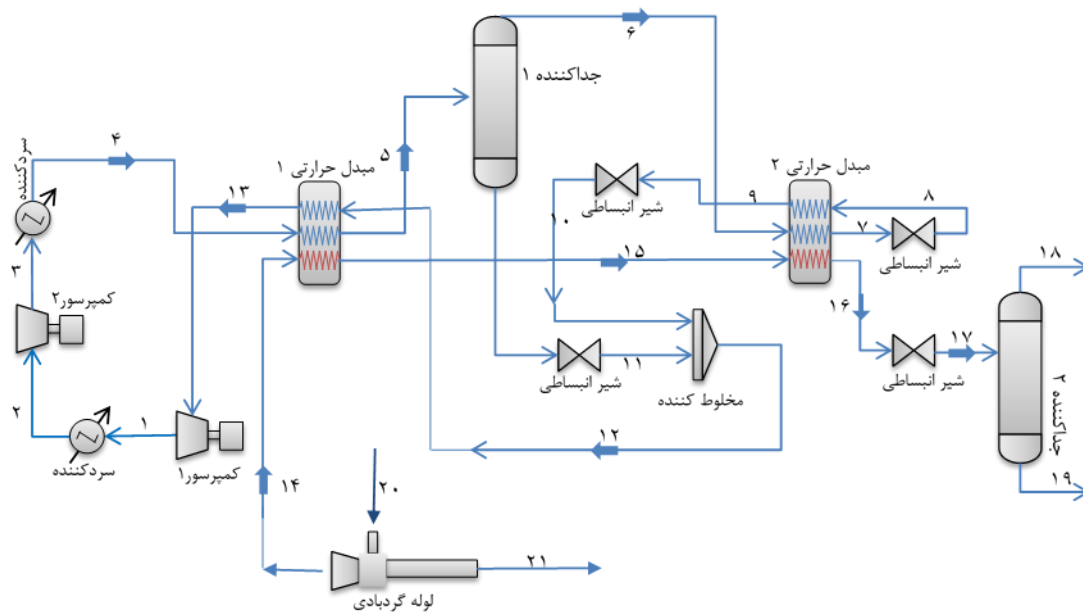 ۶
جداکننده ۱
۴
سردکننده
۵
مبدل حرارتی ۱
مبدل حرارتی ۲
۱۳
۹
۸
شیر انبساطی
۱۰
۷
شیر انبساطی
۱۵
۳
کمپرسور۲
۱۶
۱۸
۱۷
۱۱
شیر انبساطی
شیر انبساطی
مخلوط کننده
جداکننده ۲
۲
۱
۱۲
سردکننده
کمپرسور۱
۱۴
۲۰
۱۹
۲۱
لوله گردبادی